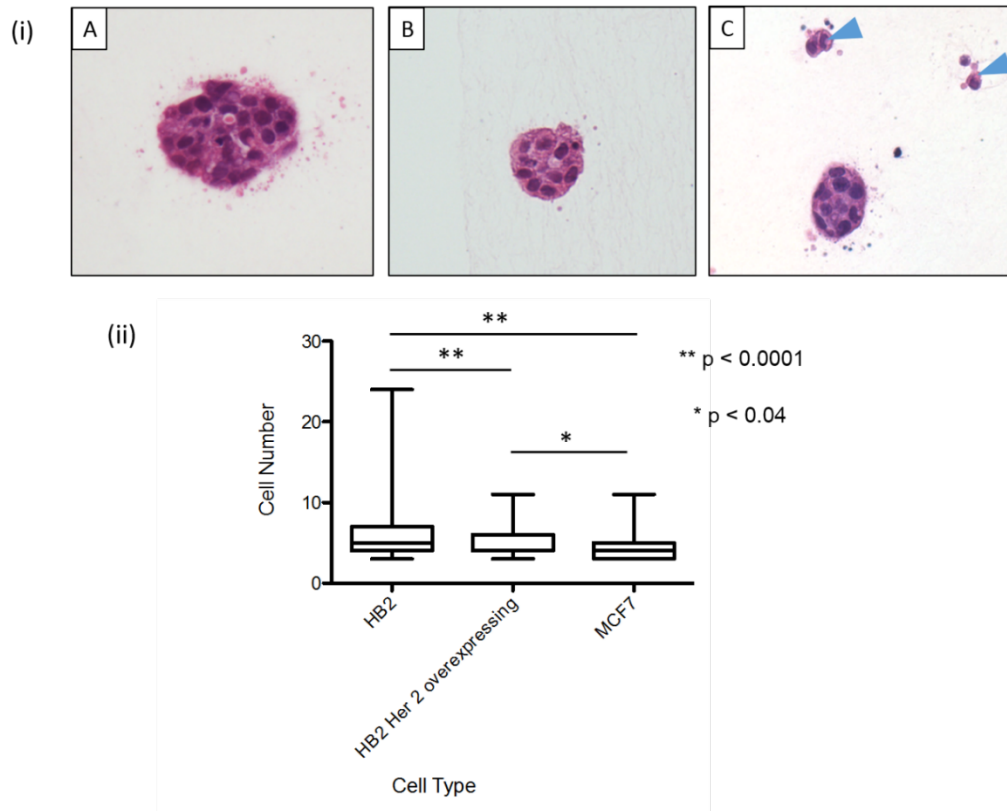 (i)
A
B
C
(ii)
**
**
*
** p < 0.0001
* p < 0.04
30
20
10
0
Cell Number
HB2
HB2 Her 2 overexpressing
MCF7
Cell Type